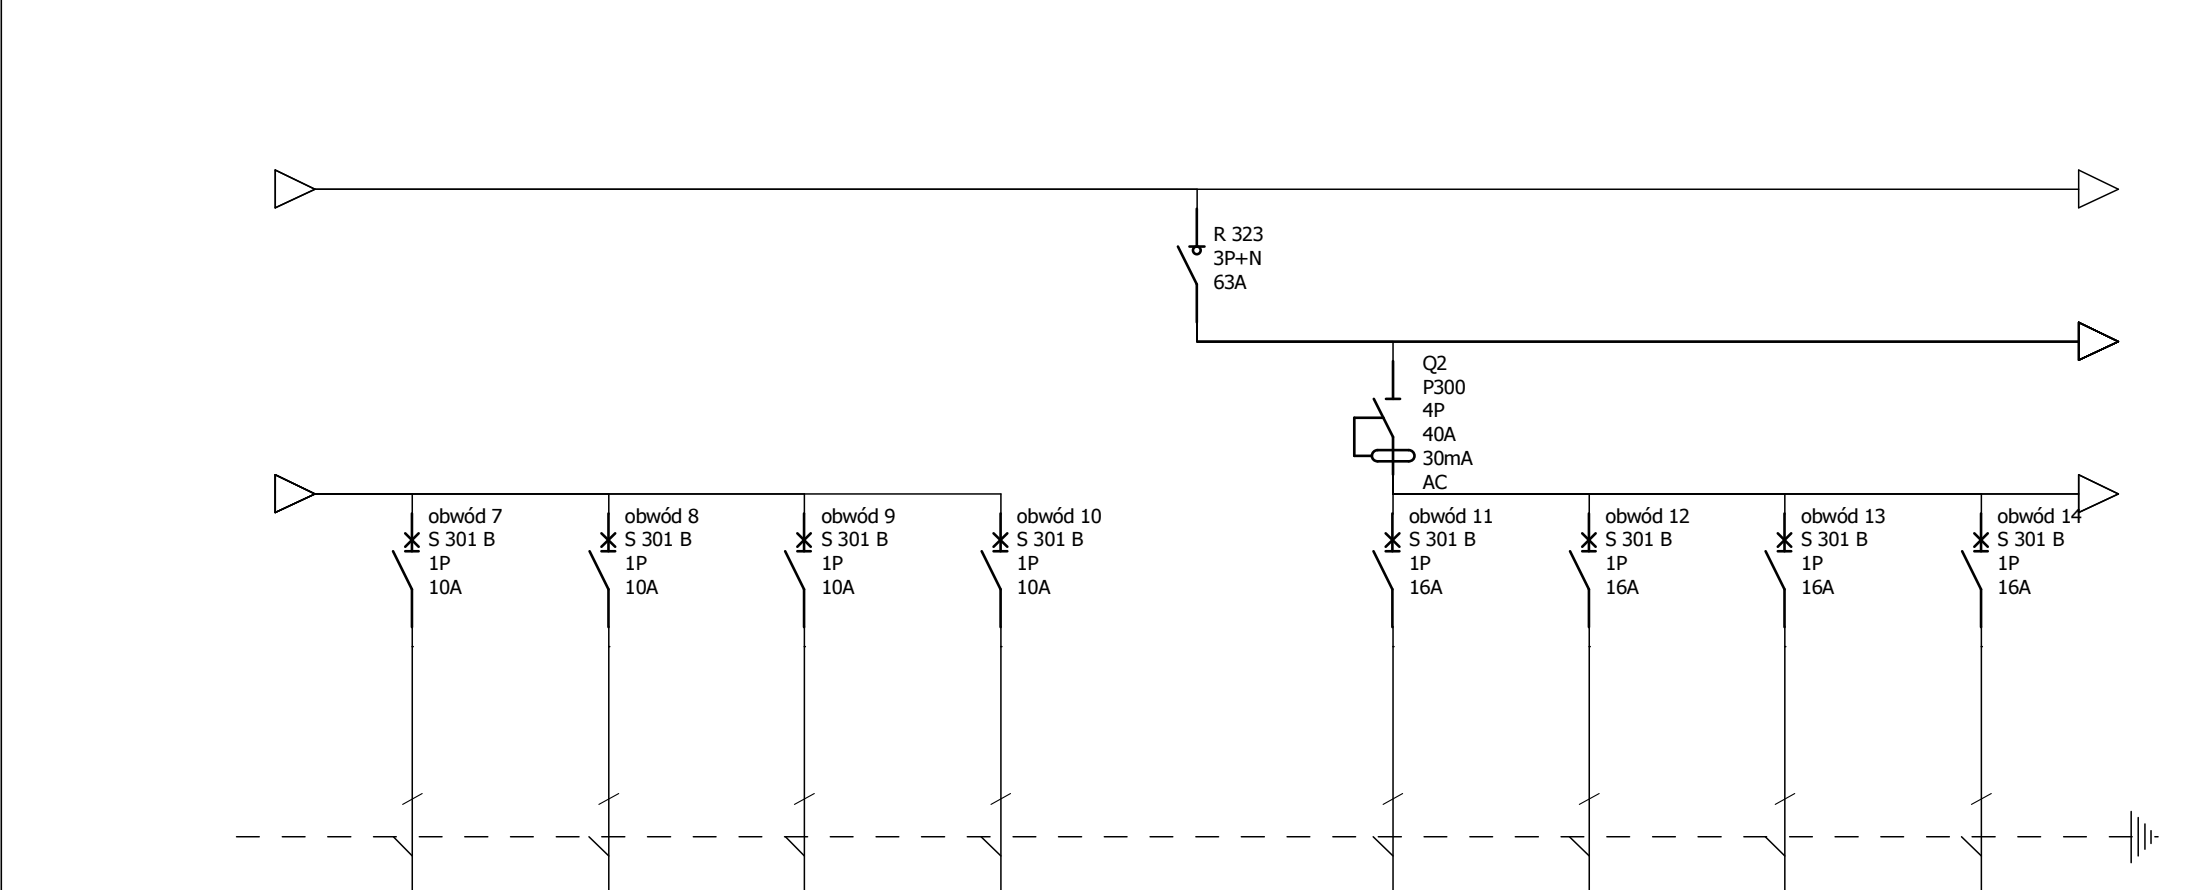 R 323
3P+N
63A
Q2
P300
4P
40A
30mA
AC
obwód 7
S 301 B
1P
10A
obwód 8
S 301 B
1P
10A
obwód 9
S 301 B
1P
10A
obwód 10
S 301 B
1P
10A
obwód 11
S 301 B
1P
16A
obwód 12
S 301 B
1P
16A
obwód 13
S 301 B
1P
16A
obwód 14
S 301 B
1P
16A